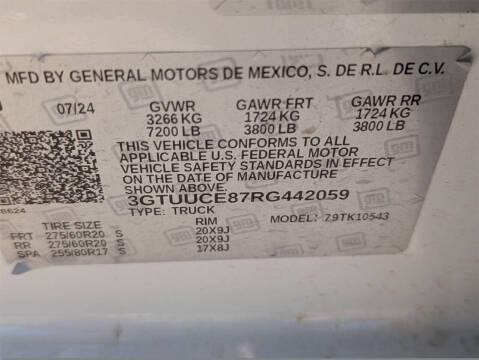 MFD BY GENERAL MOTORS DE MEXICO, S. DE R.L. DE C.V.
07/24 GVWR GAWR FRT GAWR RR
3266 KG 1724 KG 1724 KG
7200 LB 3800 LB 3800 LB
THIS VEHICLE CONFORMS TO ALL
APPLICABLE U.S. FEDERAL MOTOR
VEHICLE SAFETY STANDARDS IN EFFECT
ON THE DATE OF MANUFACTURE
SHOWN ABOVE.
3GTUUCE87RG442059
TYPE: TRUCK MODEL: 79TK10543
TIRE SIZE RIM
FRT 275/60R20 S 20X9J
RR 275/60R20 S 20X9J
SPA 255/80R17 S 17X8J
gm